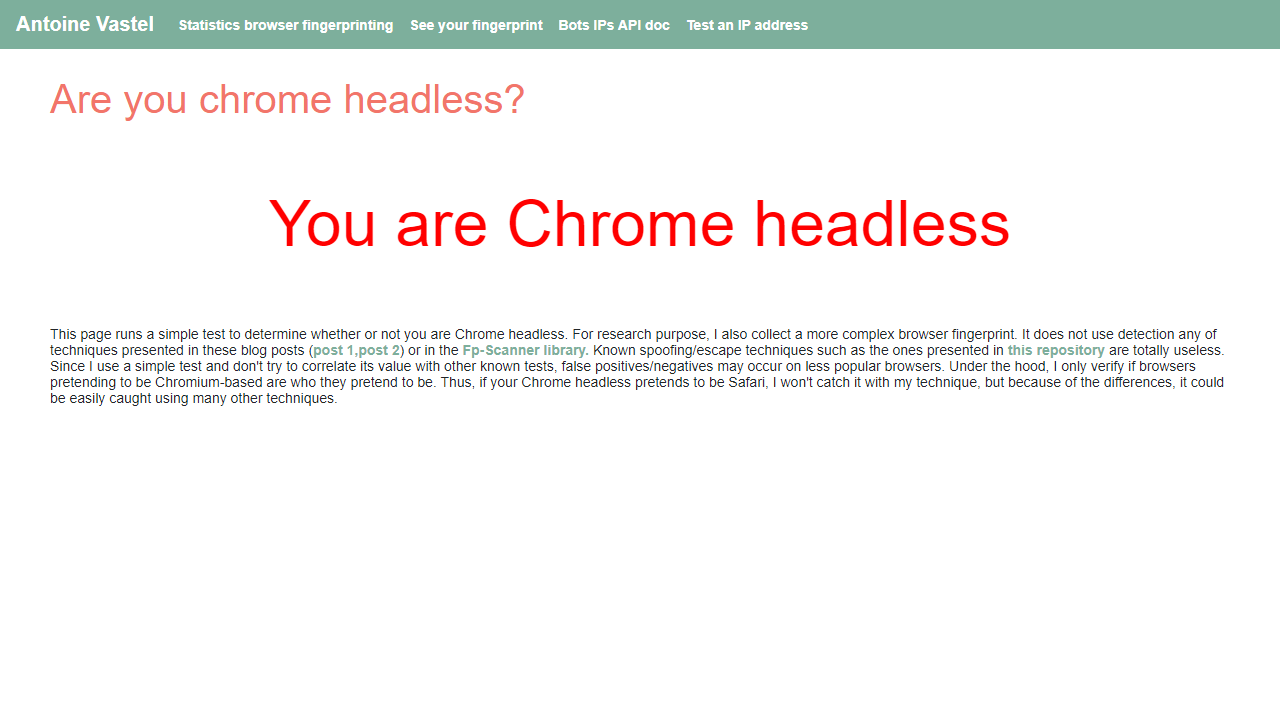 Antoine Vastel Statistics browser fingerprinting See your fingerprint Bots IPs API doc Test an IP address
Are you chrome headless?
You are Chrome headless
This page runs a simple test to determine whether or not you are Chrome headless. For research purpose, I also collect a more complex browser fingerprint. It does not use detection any of
techniques presented in these blog posts (post 1,post 2) or in the Fp-Scanner library. Known spoofing/escape techniques such as the ones presented in this repository are totally useless.
Since I use a simple test and don't try to correlate its value with other known tests, false positives/negatives may occur on less popular browsers. Under the hood, I only verify if browsers
pretending to be Chromium-based are who they pretend to be. Thus, if your Chrome headless pretends to be Safari, I won't catch it with my technique, but because of the differences, it could
be easily caught using many other techniques.